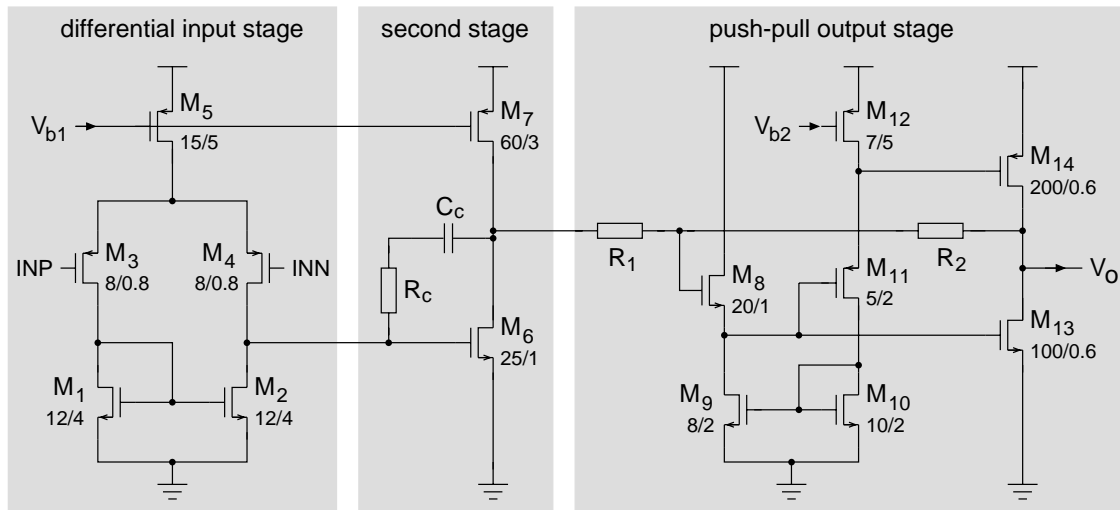 differential input stage
second stage
push-pull output stage
Vb1
M5
15/5
M7
60/3
Vb2
M12
7/5
M14
200/0.6
INP
M3
8/0.8
M4
8/0.8
INN
Cc
Rc
R1
R2
M8
20/1
M11
5/2
Vo
M6
25/1
M13
100/0.6
M1
12/4
M2
12/4
M9
8/2
M10
10/2